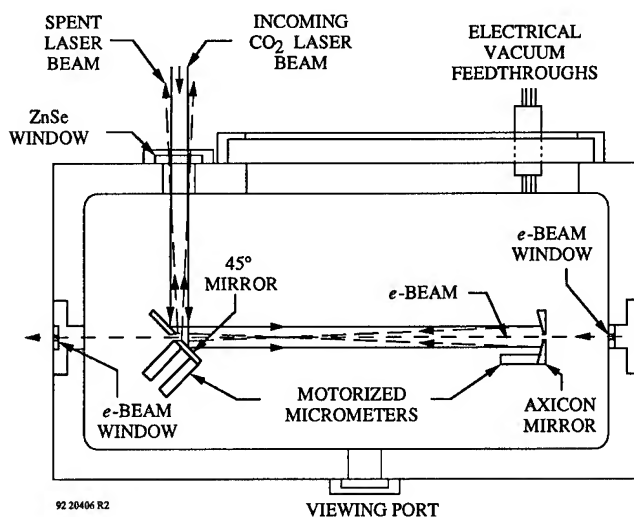 SPENT
LASER
BEAM
INCOMING
CO2 LASER
BEAM
ELECTRICAL
VACUUM
FEEDTHROUGHS
ZnSe
WINDOW
45°
MIRROR
e-BEAM
e-BEAM
WINDOW
e-BEAM
WINDOW
MOTORIZED
MICROMETERS
AXICON
MIRROR
92 20406 R2
VIEWING PORT